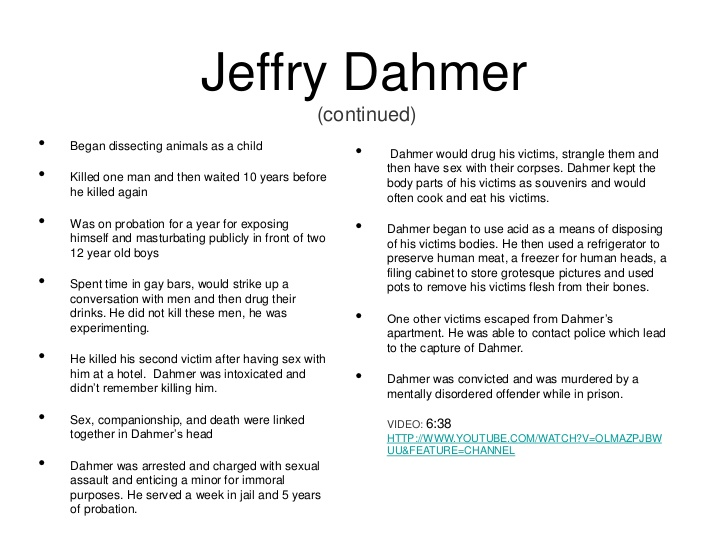 Jeffry Dahmer
(continued)
• Began dissecting animals as a child
• Killed one man and then waited 10 years before
he killed again
• Was on probation for a year for exposing
himself and masturbating publicly in front of two
12 year old boys
• Spent time in gay bars, would strike up a
conversation with men and then drug their
drinks. He did not kill these men, he was
experimenting.
• He killed his second victim after having sex with
him at a hotel.  Dahmer was intoxicated and
didn’t remember killing him.
• Sex, companionship, and death were linked
together in Dahmer’s head
• Dahmer was arrested and charged with sexual
assault and enticing a minor for immoral
purposes. He served a week in jail and 5 years
of probation.
• Dahmer would drug his victims, strangle them and
then have sex with their corpses. Dahmer kept the
body parts of his victims as souvenirs and would
often cook and eat his victims.
• Dahmer began to use acid as a means of disposing
of his victims bodies. He then used a refrigerator to
preserve human meat, a freezer for human heads, a
filing cabinet to store grotesque pictures and used
pots to remove his victims flesh from their bones.
• One other victims escaped from Dahmer’s
apartment. He was able to contact police which lead
to the capture of Dahmer.
• Dahmer was convicted and was murdered by a
mentally disordered offender while in prison.
VIDEO: 6:38
HTTP://WWW.YOUTUBE.COM/WATCH?V=OLMAZPJBW
UU&FEATURE=CHANNEL